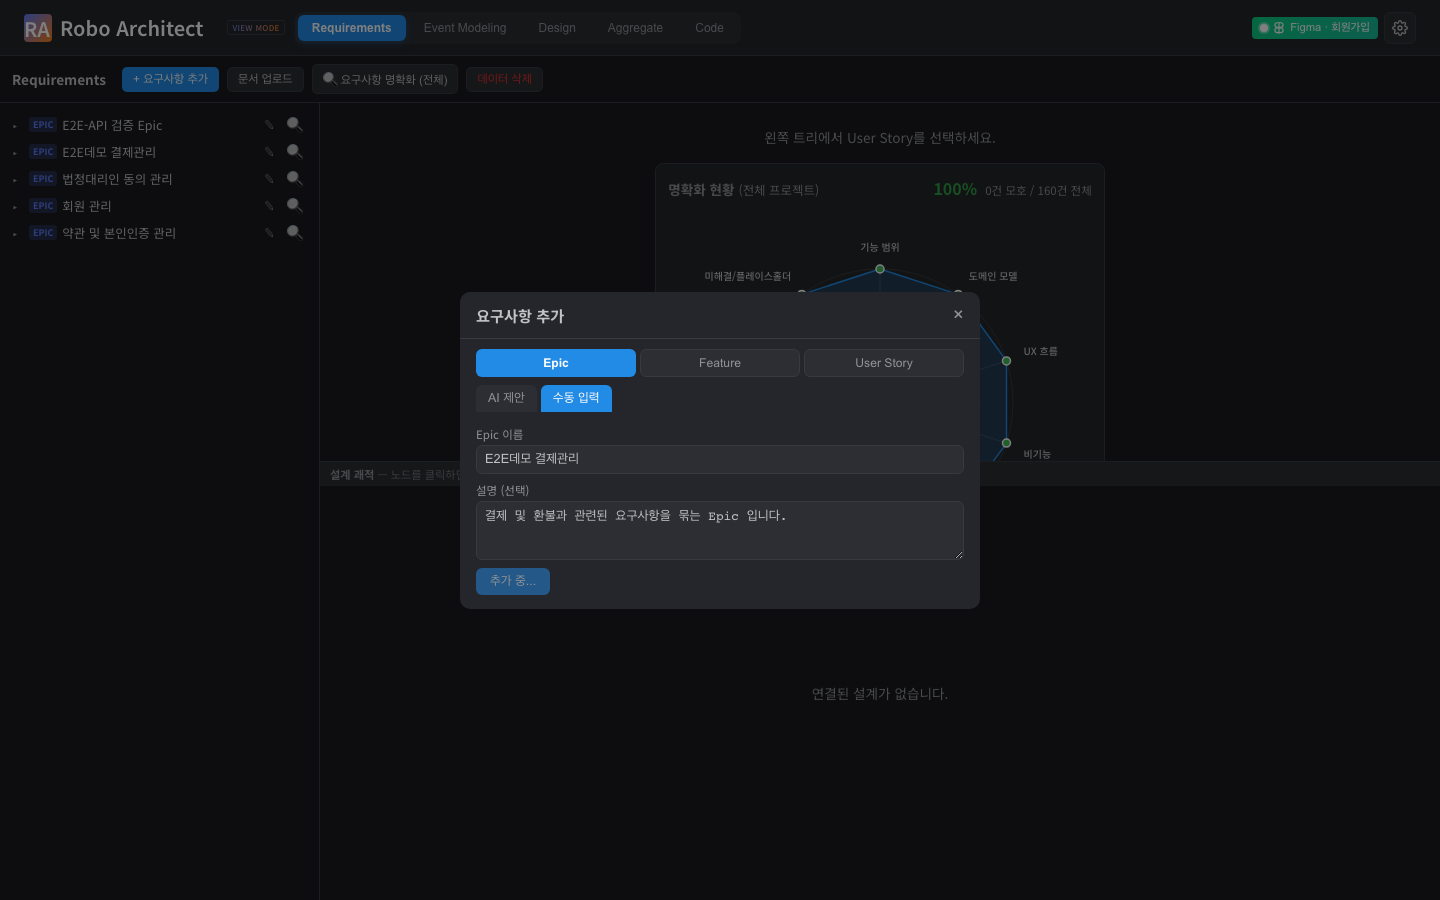 RA Robo Architect VIEW MODE Requirements Event Modeling Design Aggregate Code Figma · 회원가입
Requirements + 요구사항 추가 문서 업로드 요구사항 명확화 (전체) 데이터 삭제
EPIC E2E-API 검증 Epic
EPIC E2E데모 결제관리
EPIC 법정대리인 동의 관리
EPIC 회원 관리
EPIC 약관 및 본인인증 관리
왼쪽 트리에서 User Story를 선택하세요.
명확화 현황 (전체 프로젝트) 100% 0건 모호 / 160건 전체
기능 범위
미해결/플레이스홀더 도메인 모델
UX 흐름
비기능
요구사항 추가 ×
Epic Feature User Story
AI 제안 수동 입력
Epic 이름
E2E데모 결제관리
설명 (선택)
결제 및 환불과 관련된 요구사항을 묶는 Epic 입니다.
추가 중...
설계 궤적 — 노드를 클릭하면
연결된 설계가 없습니다.